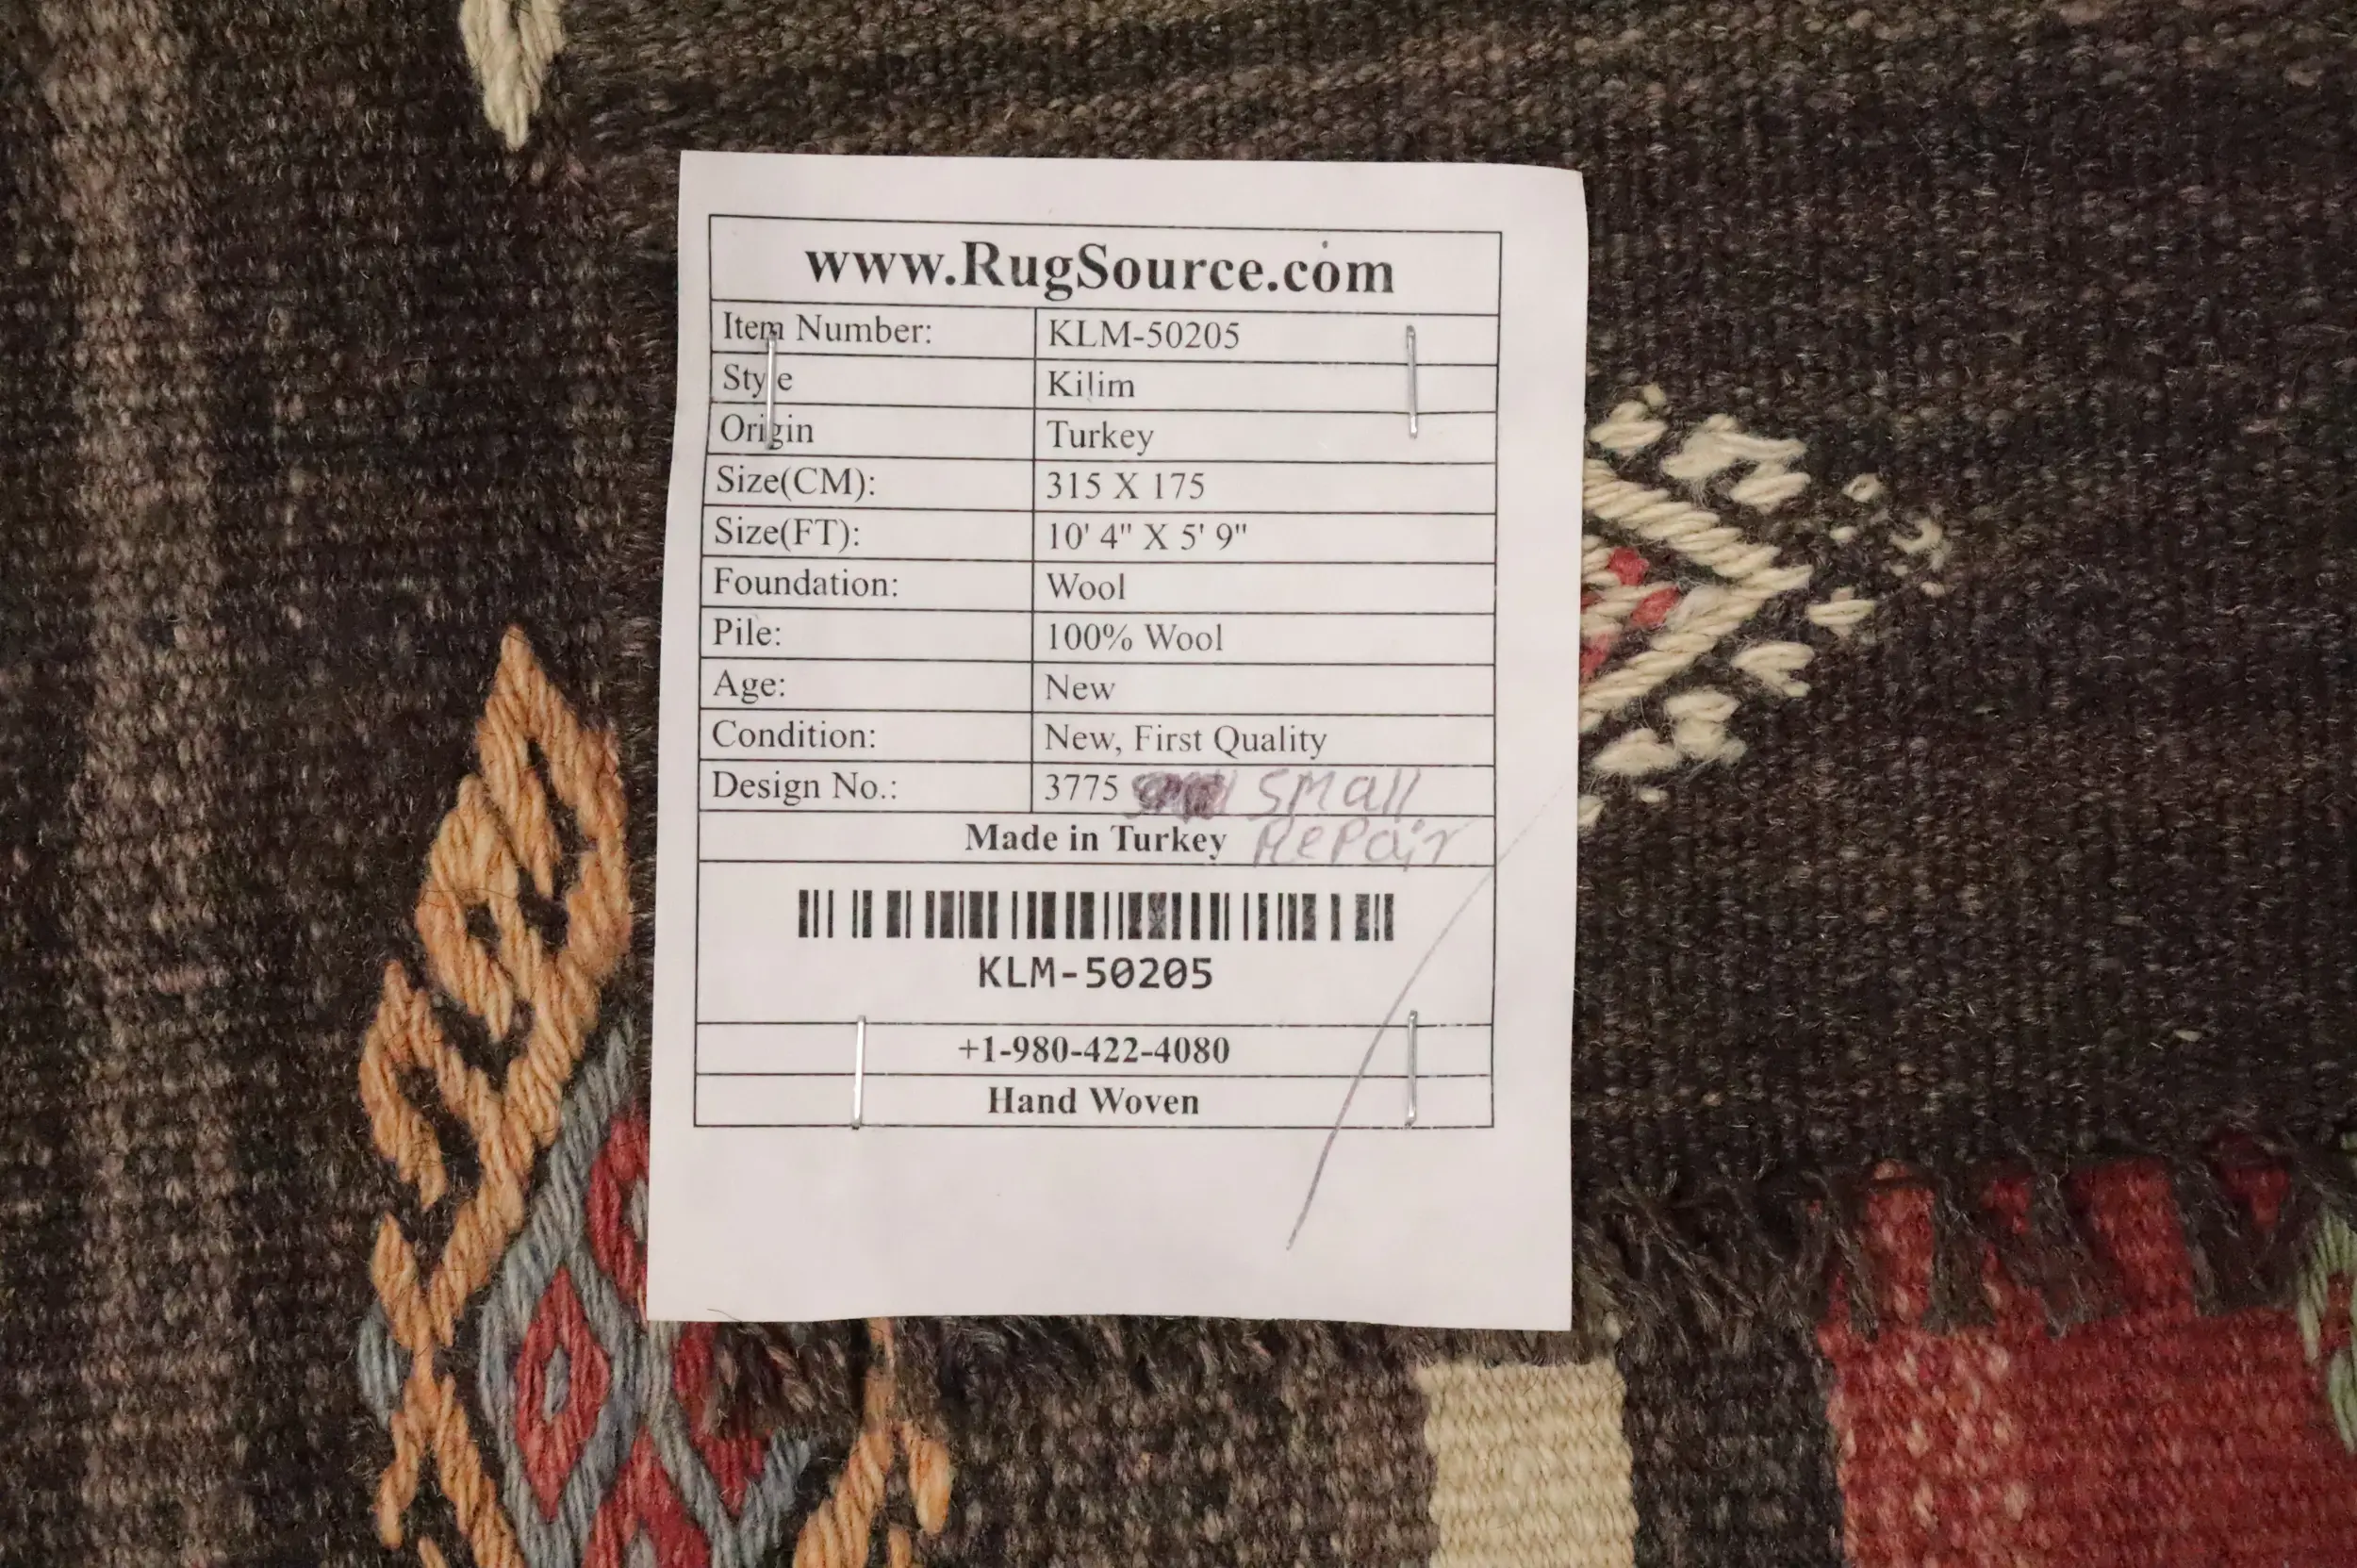 www.RugSource.com
Item Number: KLM-50205
Style Kilim
Origin Turkey
Size(CM): 315 X 175
Size(FT): 10' 4" X 5' 9"
Foundation: Wool
Pile: 100% Wool
Age: New
Condition: New, First Quality
Design No.: 3775 small
Made in Turkey Repair
KLM-50205
+1-980-422-4080
Hand Woven